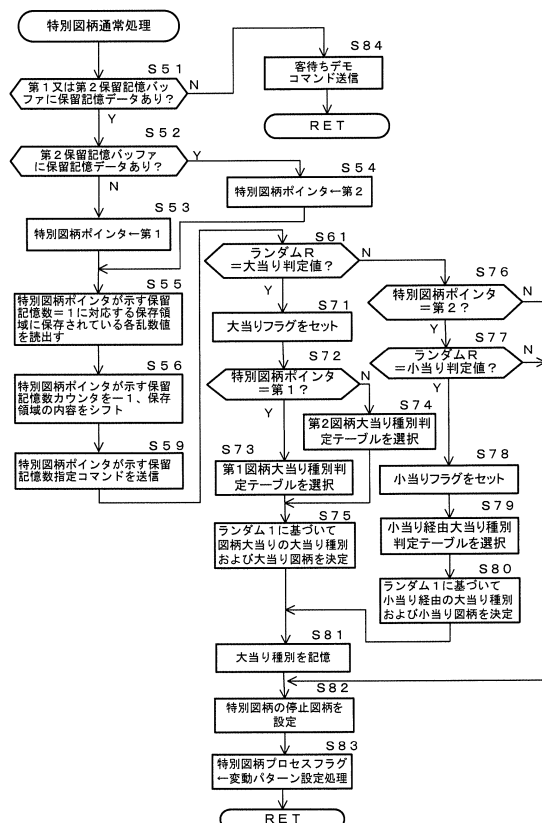 特別図柄通常処理
S51
第1又は第2保留記憶バッ
ファに保留記憶データあり?
N
Y
S84
客待ちデモ
コマンド送信
RET
S52
第2保留記憶バッファ
に保留記憶データあり?
Y
N
S54
特別図柄ポインタ←第2
S53
特別図柄ポインタ←第1
S55
特別図柄ポインタが示す保留
記憶数=1に対応する保存領
域に保存されている各乱数値
を読出す
S56
特別図柄ポインタが示す保留
記憶数カウンタを-1、保存
領域の内容をシフト
S59
特別図柄ポインタが示す保留
記憶数指定コマンドを送信
S61
ランダムR
=大当り判定値?
N
Y
S71
大当りフラグをセット
S72
特別図柄ポインタ
=第1?
N
Y
S74
第2図柄大当り種別判
定テーブルを選択
S73
第1図柄大当り種別判
定テーブルを選択
S75
ランダム1に基づいて
図柄大当りの大当り種別
および大当り図柄を決定
S76
特別図柄ポインタ
=第2?
N
Y
S77
ランダムR
=小当り判定値?
N
Y
S78
小当りフラグをセット
S79
小当り経由大当り種別
判定テーブルを選択
S80
ランダム1に基づいて
小当り経由の大当り種別
および小当り図柄を決定
S81
大当り種別を記憶
S82
特別図柄の停止図柄を
設定
S83
特別図柄プロセスフラグ
←変動パターン設定処理
RET